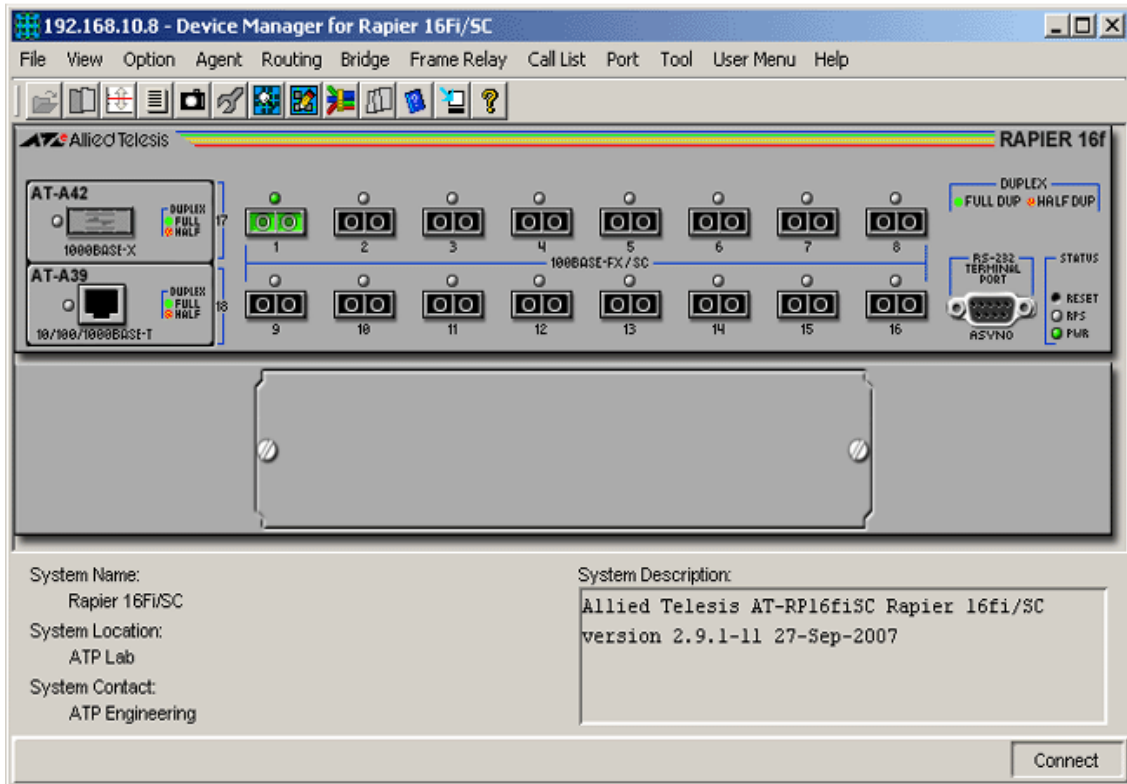 192.168.10.8 - Device Manager for Rapier 16Fi/SC
File View Option Agent Routing Bridge Frame Relay Call List Port Tool User Menu Help
Allied Telesis
RAPIER 16f
AT-A42
DUPLEX
FULL
HALF
17
1000BASE-X
AT-A39
DUPLEX
FULL
HALF
18
10/100/1000BASE-T
1 2 3 4 5 6 7 8
100BASE-FX/SC
9 10 11 12 13 14 15 16
DUPLEX
FULL DUP HALF DUP
RS-232
TERMINAL
PORT
ASYN0
STATUS
RESET
RPS
PWR
System Name:
Rapier 16Fi/SC
System Location:
ATP Lab
System Contact:
ATP Engineering
System Description:
Allied Telesis AT-RP16fiSC Rapier 16fi/SC
version 2.9.1-11 27-Sep-2007
Connect